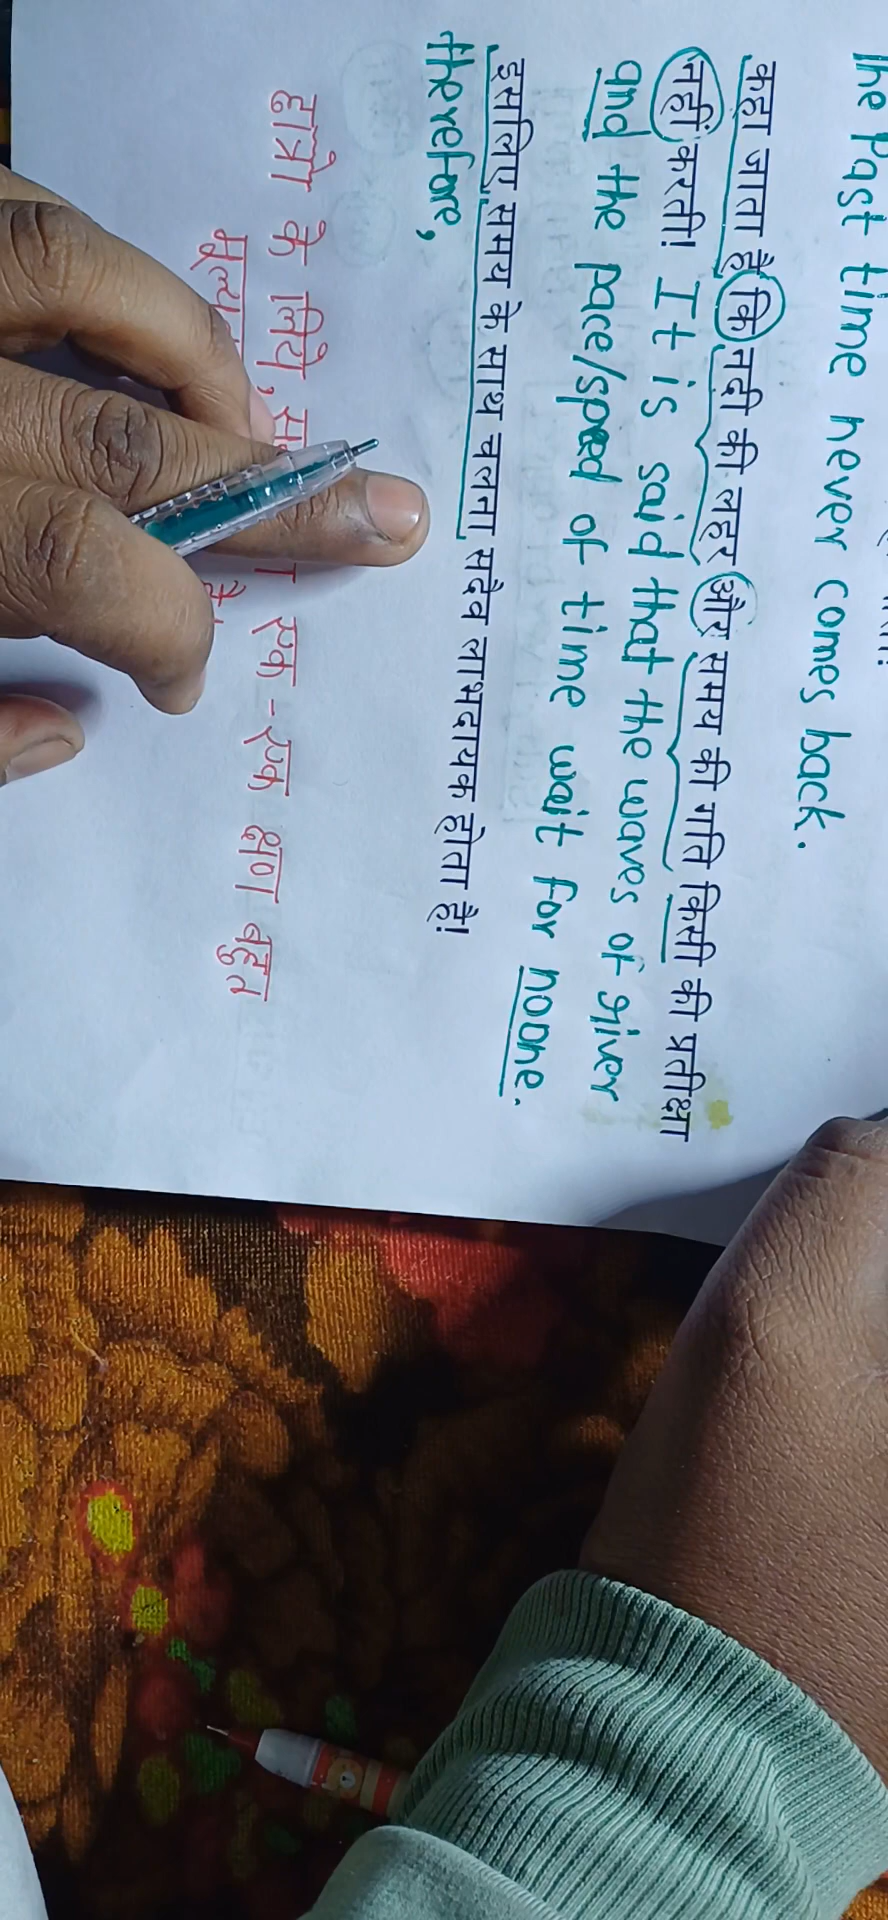 The Past time never comes back.
कहा जाता है कि नदी की लहर और समय की गति किसी की प्रतीक्षा
नहीं करती! It is said that the waves of river
and the pace/speed of time wait for noone.
इसलिए समय के साथ चलना सदैव लाभदायक होता है!
therefore,
छात्रो के लिये, एक-एक क्षण बहुत